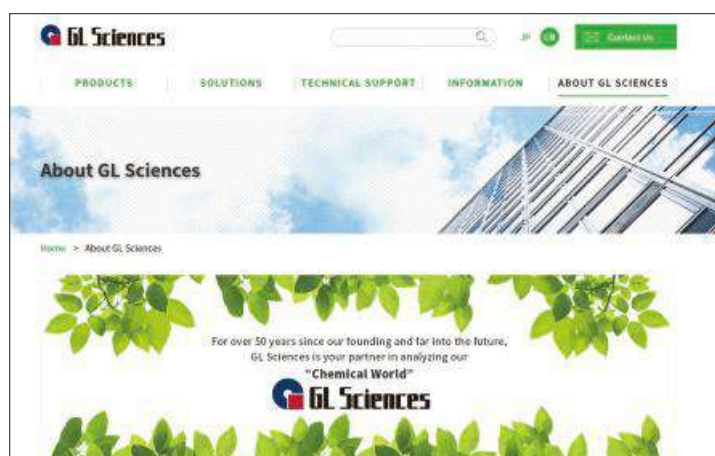 GL Sciences
JP
Contact Us
PRODUCTS
SOLUTIONS
TECHNICAL SUPPORT
INFORMATION
ABOUT GL SCIENCES
About GL Sciences
Home > About GL Sciences
For over 50 years since our founding and far into the future,
GL Sciences is your partner in analyzing our
“Chemical World”
GL Sciences